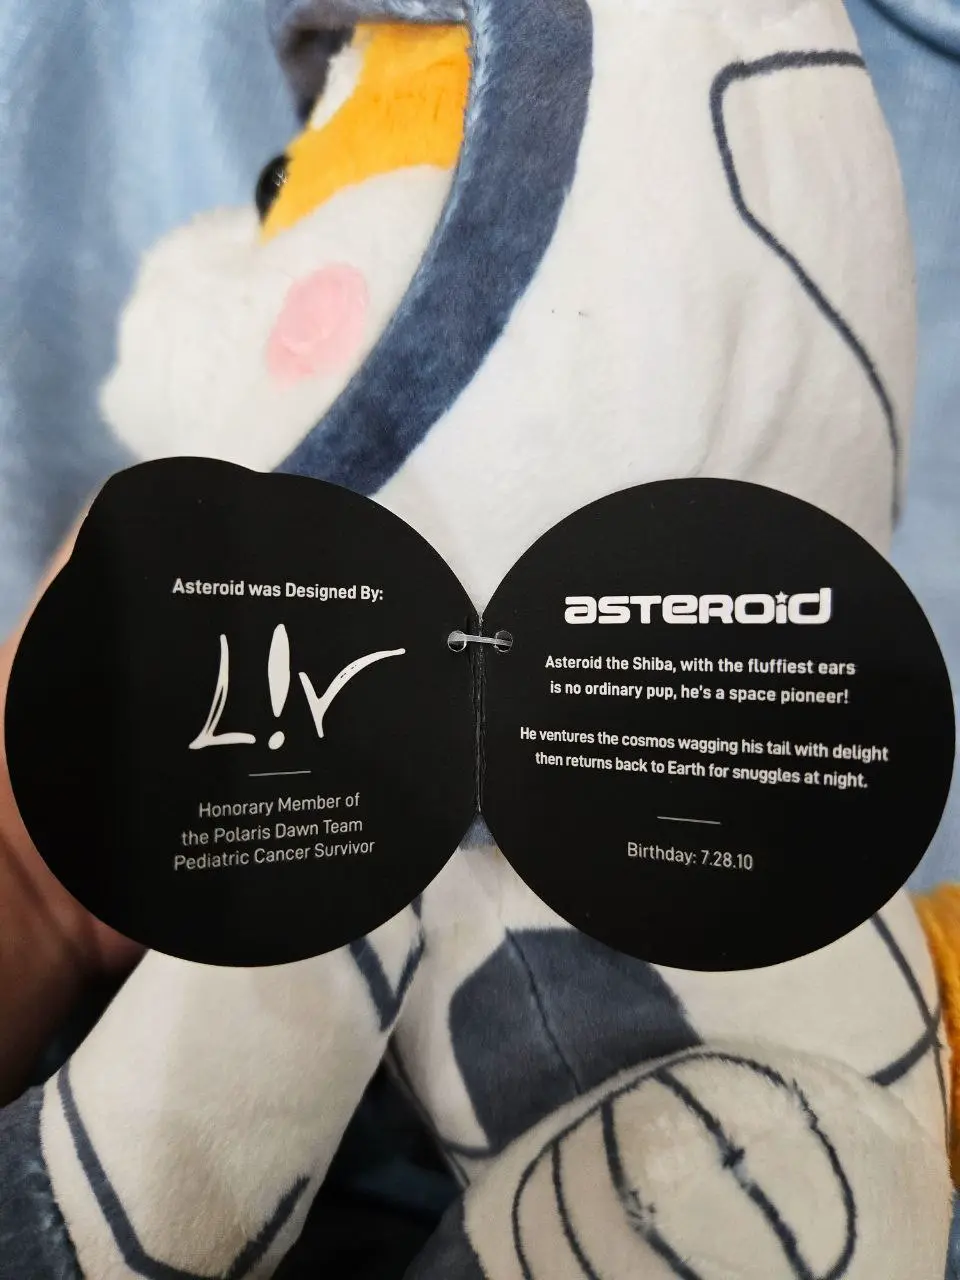 Asteroid was Designed By:
L!v
Honorary Member of
the Polaris Dawn Team
Pediatric Cancer Survivor
asteroid
Asteroid the Shiba, with the fluffiest ears
is no ordinary pup, he's a space pioneer!
He ventures the cosmos wagging his tail with delight
then returns back to Earth for snuggles at night.
Birthday: 7.28.10